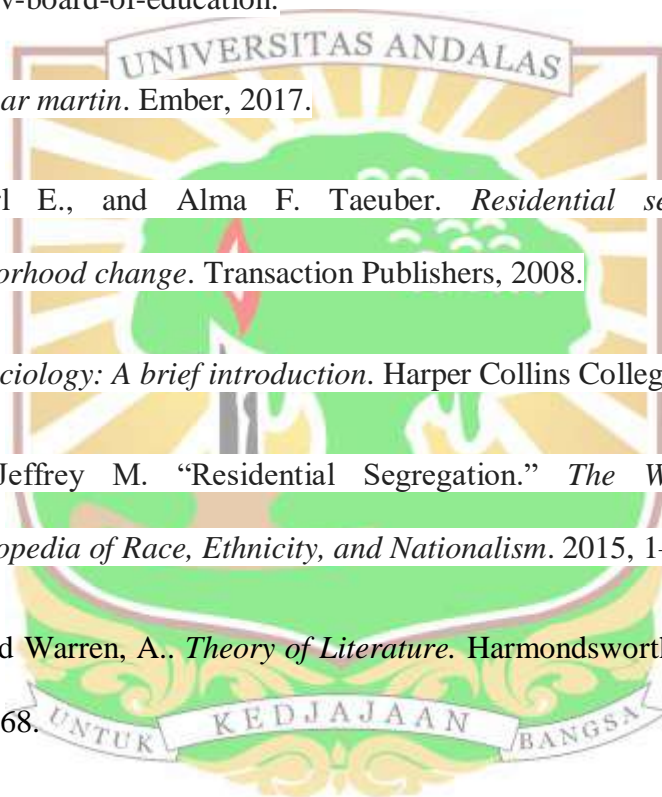 v-board-of-education.
UNIVERSITAS ANDALAS
ar martin. Ember, 2017.
rl E., and Alma F. Taeuber. Residential se
orhood change. Transaction Publishers, 2008.
ciology: A brief introduction. Harper Collins Colleg
Jeffrey M. “Residential Segregation.” The W
opedia of Race, Ethnicity, and Nationalism. 2015, 1-
d Warren, A.. Theory of Literature. Harmondsworth
68.
UNTUK KEDJAJAAN BANGSA